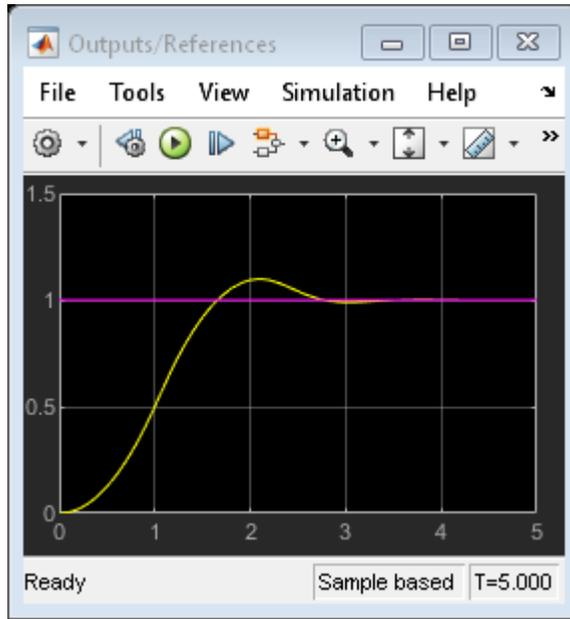 Outputs/References
File Tools View Simulation Help
1.5
1
0.5
0
0 1 2 3 4 5
Ready Sample based T=5.000